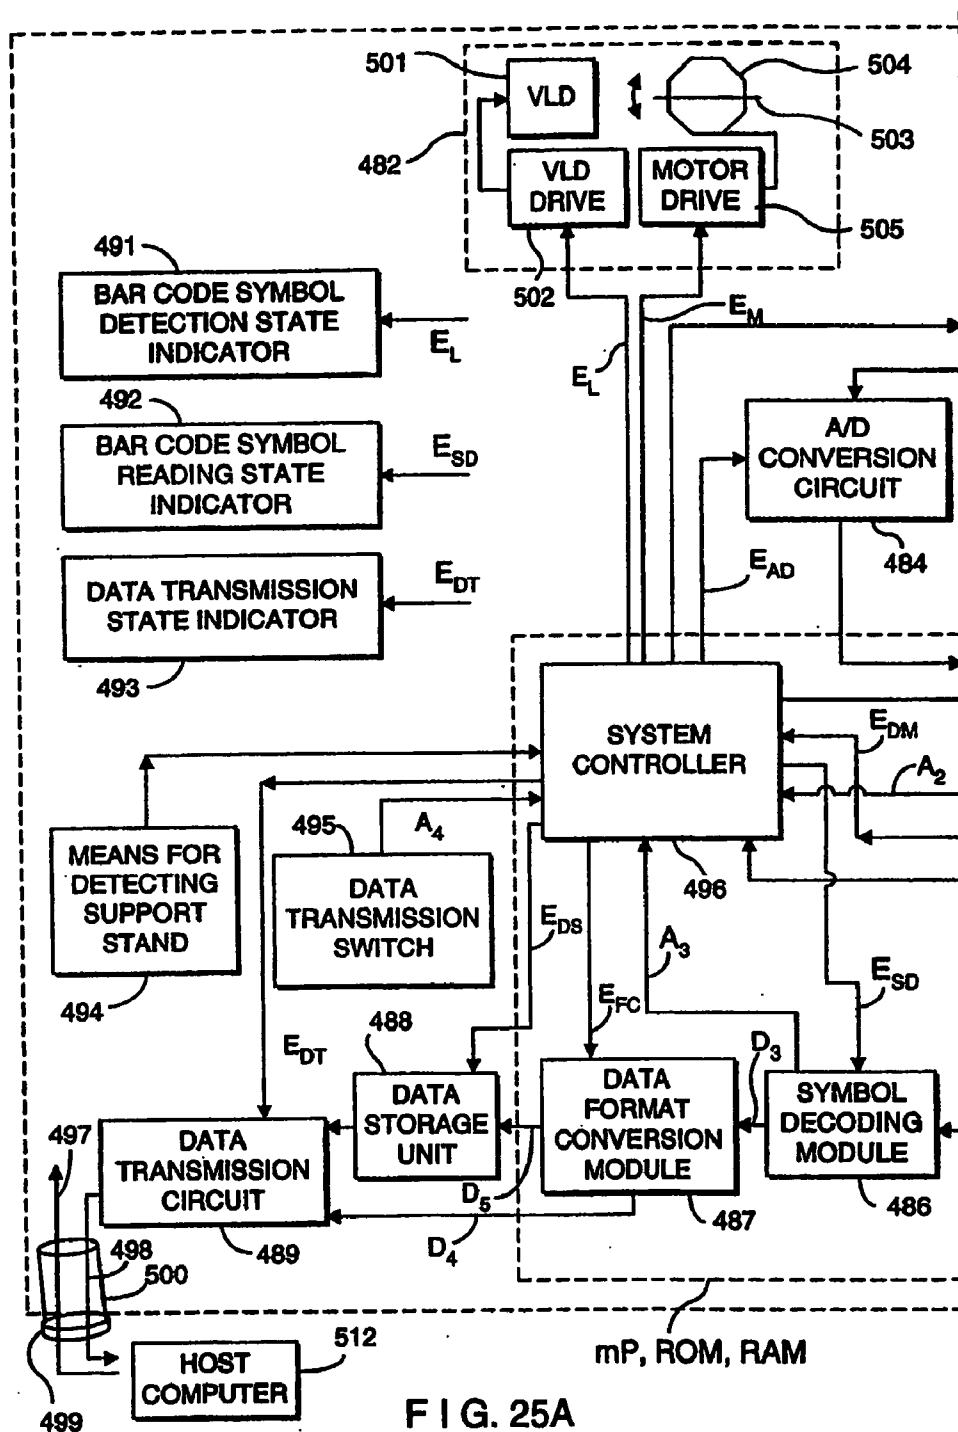 501
VLD
504
503
482
VLD
DRIVE
MOTOR
DRIVE
505
502
491
BAR CODE SYMBOL
DETECTION STATE
INDICATOR
E_L
E_M
E_L
492
BAR CODE SYMBOL
READING STATE
INDICATOR
E_SD
A/D
CONVERSION
CIRCUIT
484
E_AD
DATA TRANSMISSION
STATE INDICATOR
E_DT
493
SYSTEM
CONTROLLER
E_DM
A_2
495
A_4
496
MEANS FOR
DETECTING
SUPPORT
STAND
494
DATA
TRANSMISSION
SWITCH
E_DS
A_3
E_SD
E_FC
488
E_DT
D_3
DATA
STORAGE
UNIT
DATA
FORMAT
CONVERSION
MODULE
SYMBOL
DECODING
MODULE
497
DATA
TRANSMISSION
CIRCUIT
D_5
487
486
489
D_4
498
500
mP, ROM, RAM
HOST
COMPUTER
512
499
F I G. 25A